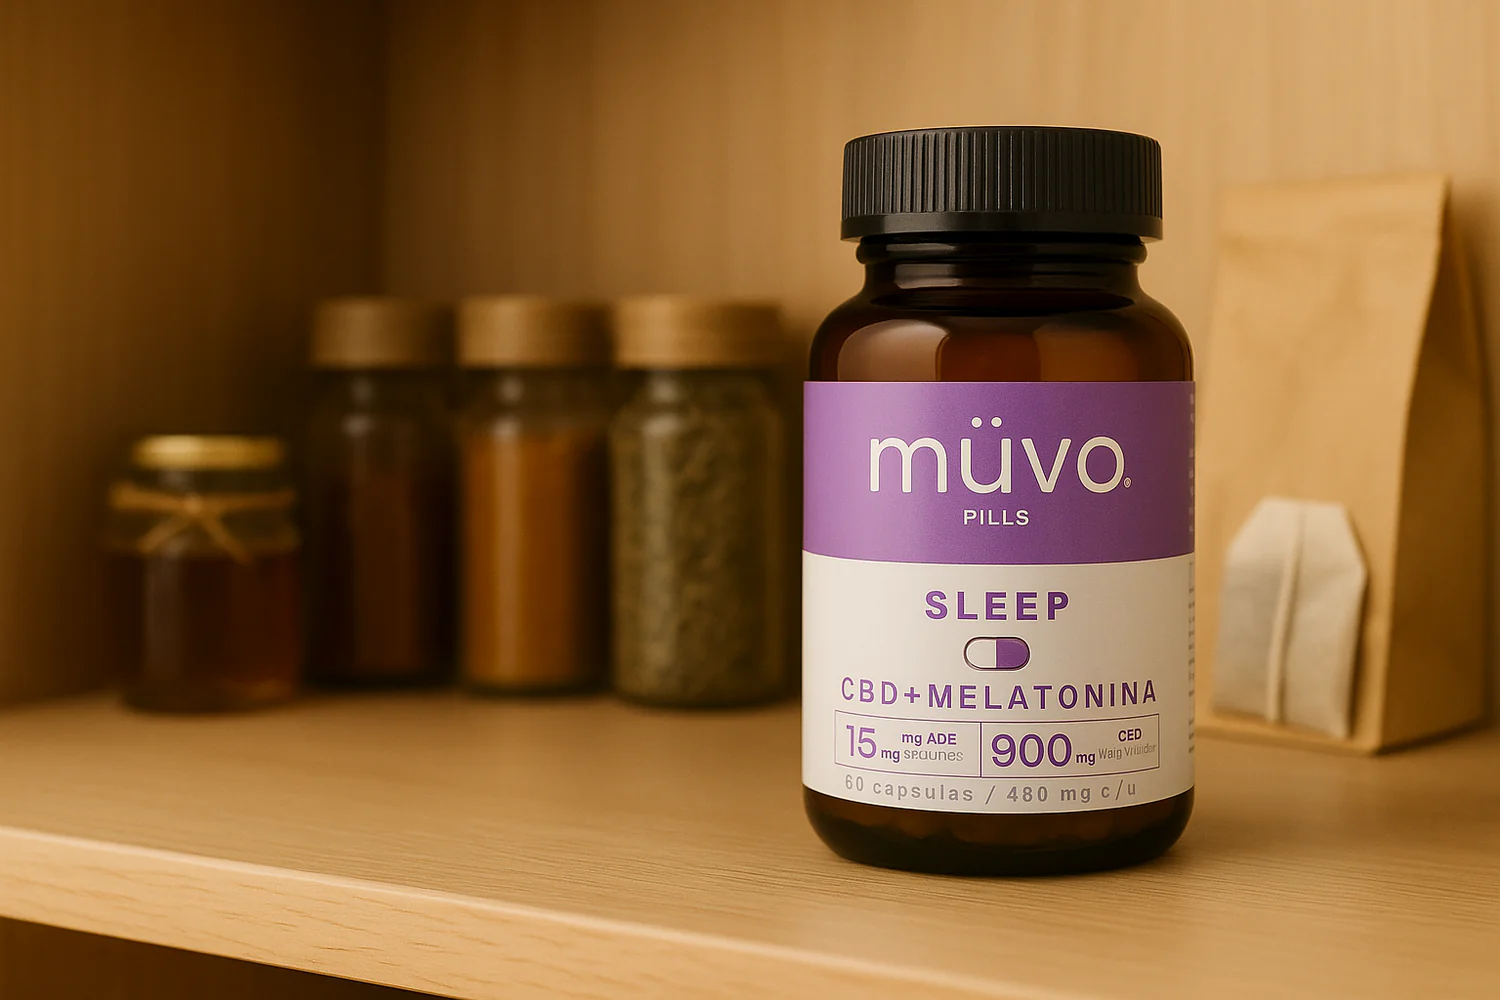 müvo®
PILLS
SLEEP
CBD+MELATONINA
15 mg mg ADE
900 mg CED
60 capsulas / 480 mg c/u